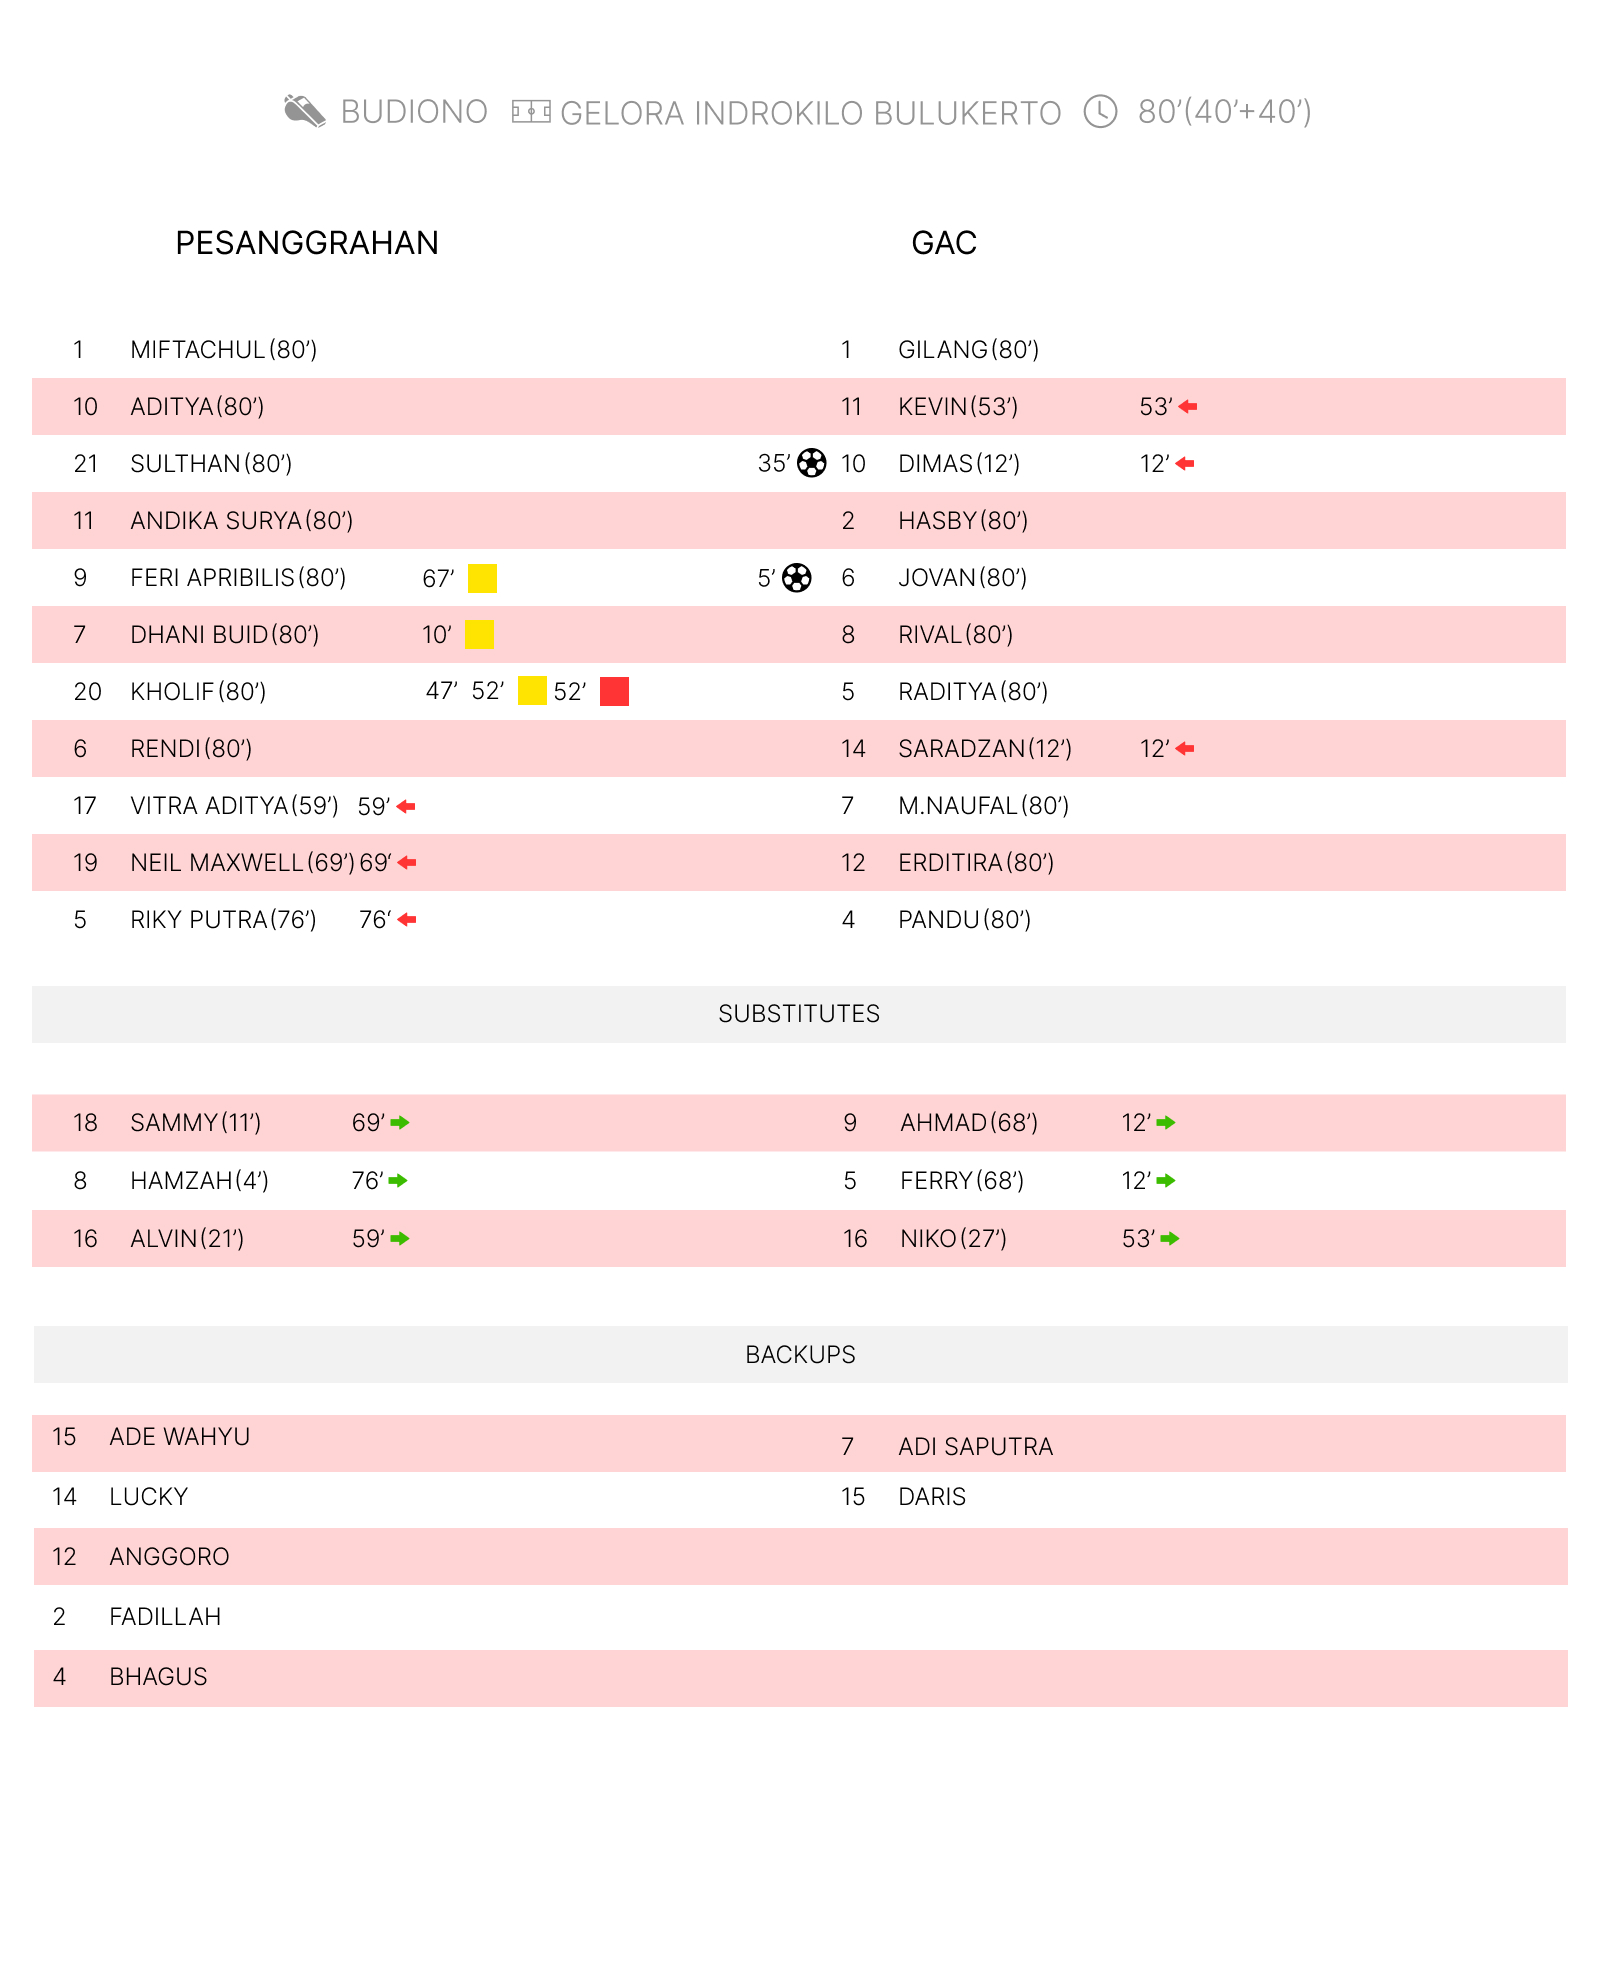 BUDIONO GELORA INDROKILO BULUKERTO 80’(40’+40’)
PESANGGRAHAN GAC
1 MIFTACHUL(80’) 1 GILANG(80’)
10 ADITYA(80’) 11 KEVIN(53’) 53’
21 SULTHAN(80’) 35’ 10 DIMAS(12’) 12’
11 ANDIKA SURYA(80’) 2 HASBY(80’)
9 FERI APRIBILIS(80’) 67’ 5’ 6 JOVAN(80’)
7 DHANI BUID(80’) 10’ 8 RIVAL(80’)
20 KHOLIF(80’) 47’ 52’ 52’ 5 RADITYA(80’)
6 RENDI(80’) 14 SARADZAN(12’) 12’
17 VITRA ADITYA(59’) 59’ 7 M.NAUFAL(80’)
19 NEIL MAXWELL(69’) 69‘ 12 ERDITIRA(80’)
5 RIKY PUTRA(76’) 76‘ 4 PANDU(80’)
SUBSTITUTES
18 SAMMY(11’) 69’ 9 AHMAD(68’) 12’
8 HAMZAH(4’) 76’ 5 FERRY(68’) 12’
16 ALVIN(21’) 59’ 16 NIKO(27’) 53’
BACKUPS
15 ADE WAHYU 7 ADI SAPUTRA
14 LUCKY 15 DARIS
12 ANGGORO
2 FADILLAH
4 BHAGUS